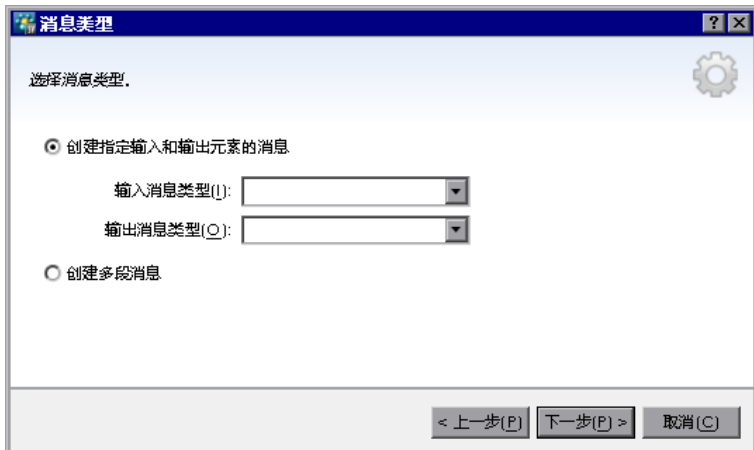 消息类型
选择消息类型.
创建指定输入和输出元素的消息
输入消息类型(I):
输出消息类型(O):
创建多段消息
< 上一步(P) 下一步(P) > 取消(C)